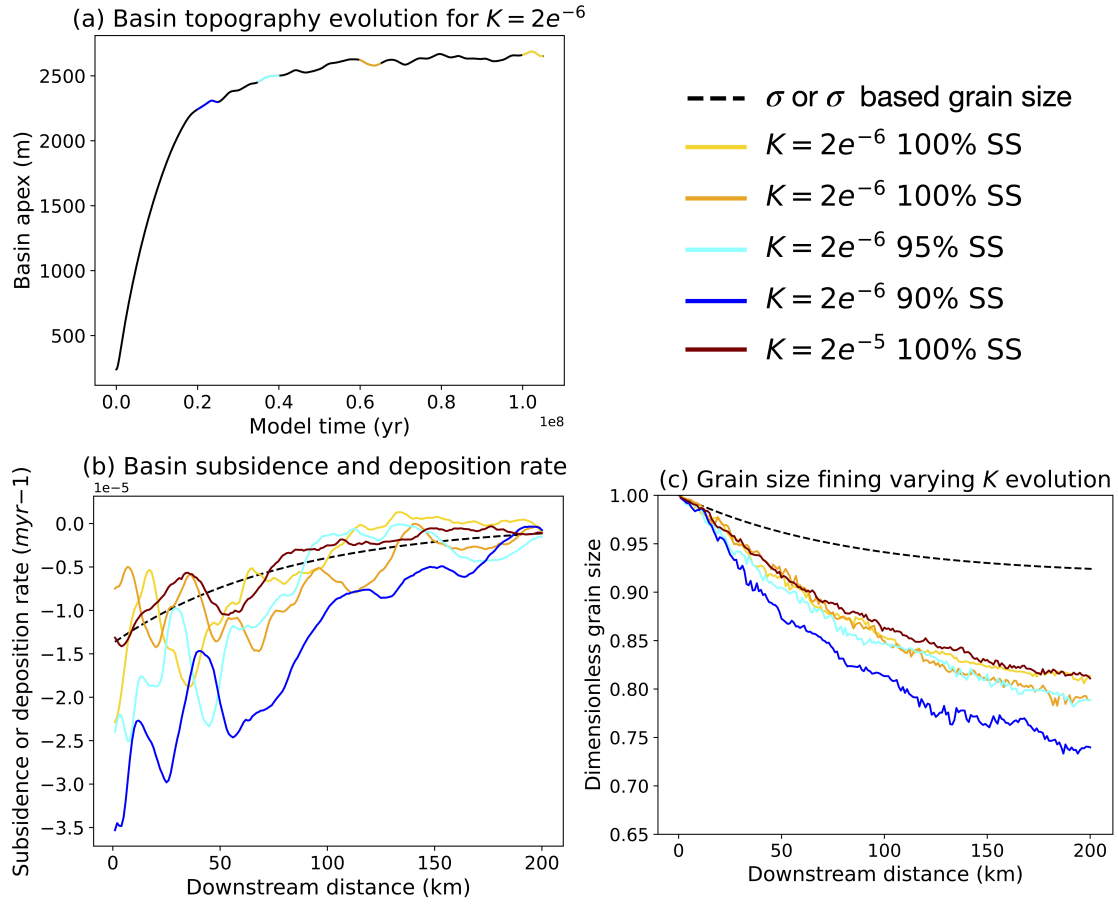 (a) Basin topography evolution for K = 2e⁻⁶
2500
2000
1500
1000
500
Basin apex (m)
0.0 0.2 0.4 0.6 0.8 1.0
1e8
Model time (yr)
σ or σ based grain size
K = 2e⁻⁶ 100% SS
K = 2e⁻⁶ 100% SS
K = 2e⁻⁶ 95% SS
K = 2e⁻⁶ 90% SS
K = 2e⁻⁵ 100% SS
(b) Basin subsidence and deposition rate
1e−5
0.0
−0.5
−1.0
−1.5
−2.0
−2.5
−3.0
−3.5
Subsidence or deposition rate (myr−1)
0 50 100 150 200
Downstream distance (km)
(c) Grain size fining varying K evolution
1.00
0.95
0.90
0.85
0.80
0.75
0.70
0.65
Dimensionless grain size
0 50 100 150 200
Downstream distance (km)